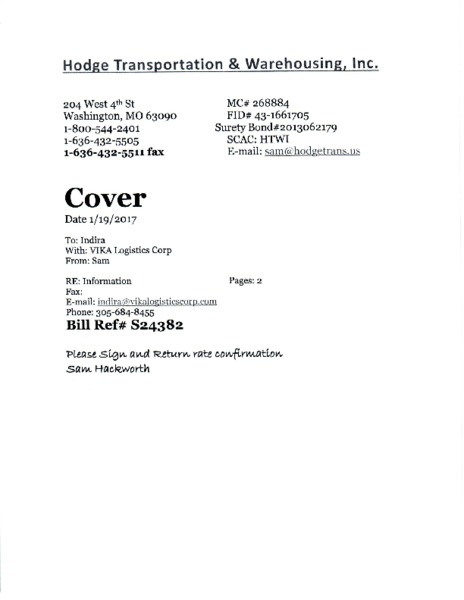 Hodge Transportation & Warehousing, Inc.
204 West 4th St
Washington, MO 63090
1-800-544-2401
1-636-432-5505
1-636-432-5511 fax
MC# 268884
FID# 43-1661705
Surety Bond#2013062179
SCAC: HTWI
E-mail: sam@hodgetrans.us
Cover
Date 1/19/2017
To: Indira
With: VIKA Logistics Corp
From: Sam
RE: Information Pages: 2
Fax:
E-mail: indira@vikalogisticscorp.com
Phone: 305-684-8455
Bill Ref# S24382
Please Sign and Return rate confirmation
Sam Hackworth